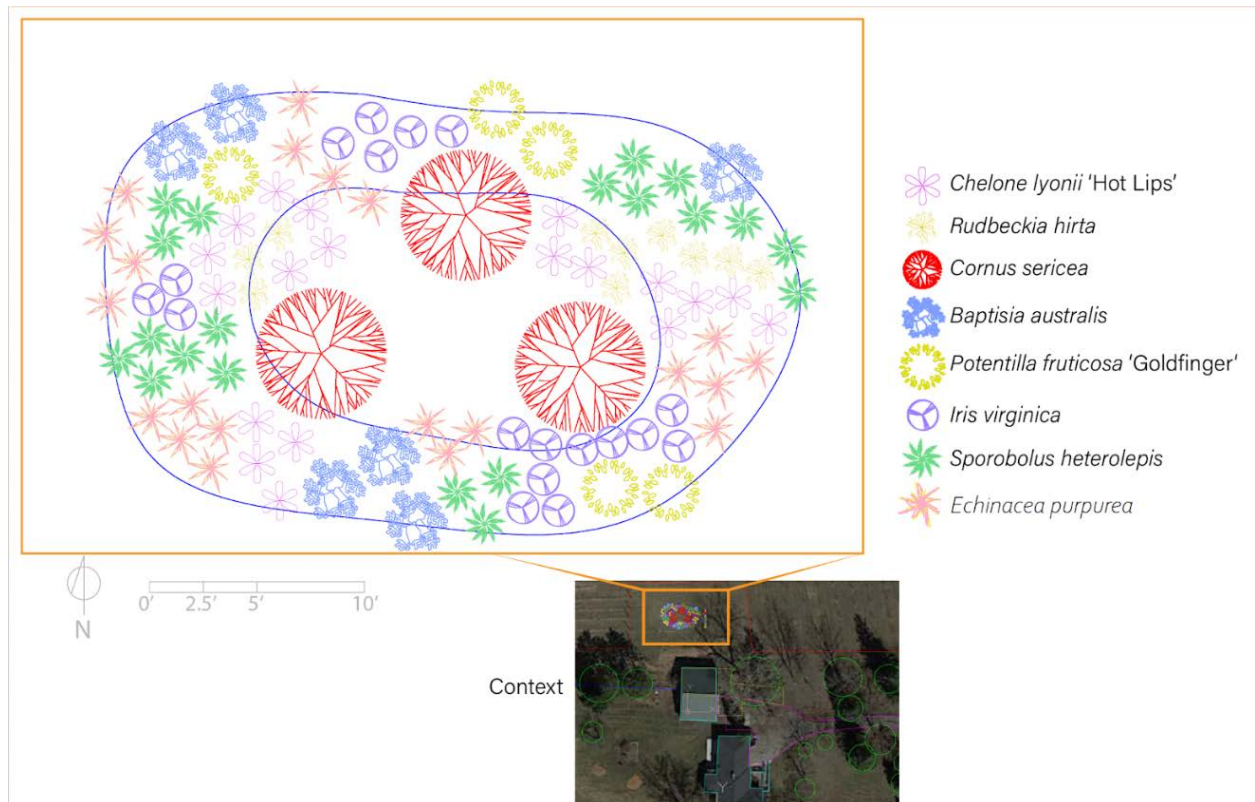 Chelone lyonii 'Hot Lips'
Rudbeckia hirta
Cornus sericea
Baptisia australis
Potentilla fruticosa 'Goldfinger'
Iris virginica
Sporobolus heterolepis
Echinacea purpurea
N
0' 2.5' 5' 10'
Context